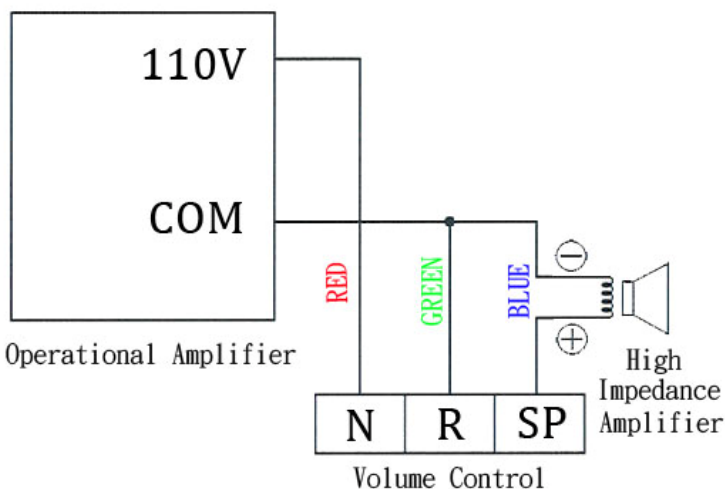 110V
COM
Operational Amplifier
RED
GREEN
BLUE
−
+
High
Impedance
Amplifier
N R SP
Volume Control